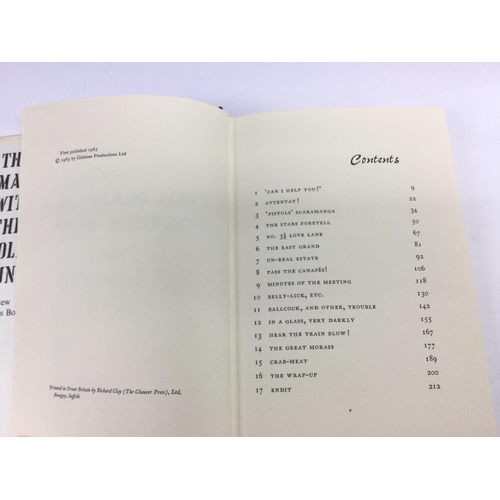 TH
MA
WIT
THE
OLD
UN
ew
s Bo
First published 1965
© 1965 by Glidrose Productions Ltd
Printed in Great Britain by Richard Clay (The Chaucer Press), Ltd,
Bungay, Suffolk
Contents
1 'CAN I HELP YOU?' 9
2 ATTENTAT! 22
3 'PISTOLS' SCARAMANGA 34
4 THE STARS FORETELL 50
5 NO. 3½ LOVE LANE 67
6 THE EASY GRAND 81
7 UN-REAL ESTATE 92
8 PASS THE CANAPÉS! 106
9 MINUTES OF THE MEETING 118
10 BELLY-LICK, ETC. 130
11 BALLCOCK, AND OTHER, TROUBLE 142
12 IN A GLASS, VERY DARKLY 155
13 HEAR THE TRAIN BLOW! 167
14 THE GREAT MORASS 177
15 CRAB-MEAT 189
16 THE WRAP-UP 200
17 ENDIT 212
v